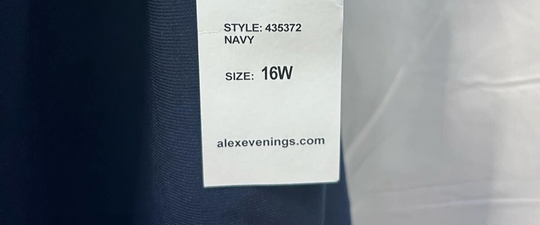 STYLE: 435372
NAVY
SIZE: 16W
alexevenings.com